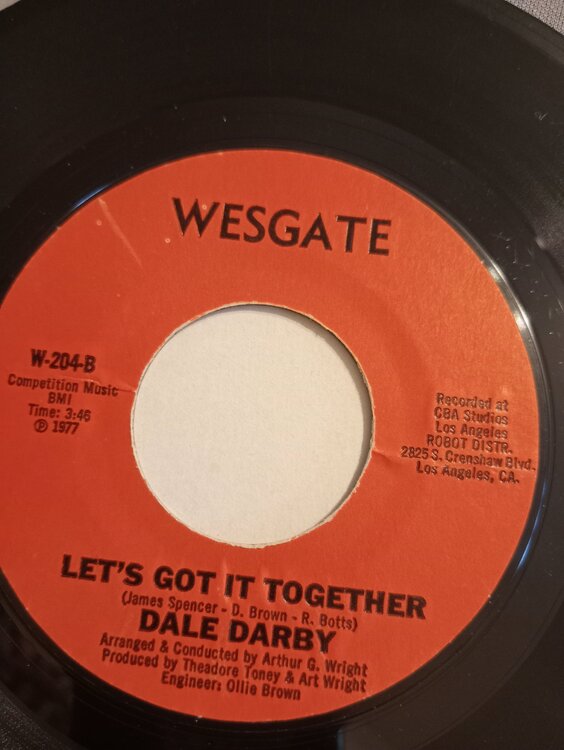 WESGATE
W-204-B
Competition Music
BMI
Time: 3:46
℗ 1977
Recorded at
CBA Studios
Los Angeles
ROBOT DISTR.
2825 S. Crenshaw Blvd.
Los Angeles, CA.
LET'S GOT IT TOGETHER
(James Spencer - D. Brown - R. Botts)
DALE DARBY
Arranged & Conducted by Arthur G. Wright
Produced by Theadore Toney & Art Wright
Engineer: Ollie Brown